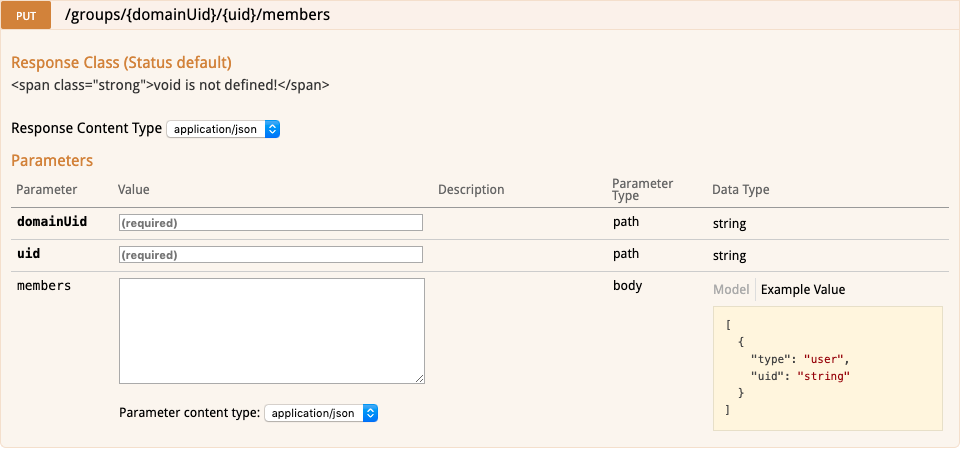 PUT /groups/{domainUid}/{uid}/members
Response Class (Status default)
<span class="strong">void is not defined!</span>
Response Content Type application/json
Parameters
Parameter Value Description Parameter Type Data Type
domainUid (required) path string
uid (required) path string
members body Model Example Value
[
{
"type": "user",
"uid": "string"
}
]
Parameter content type: application/json